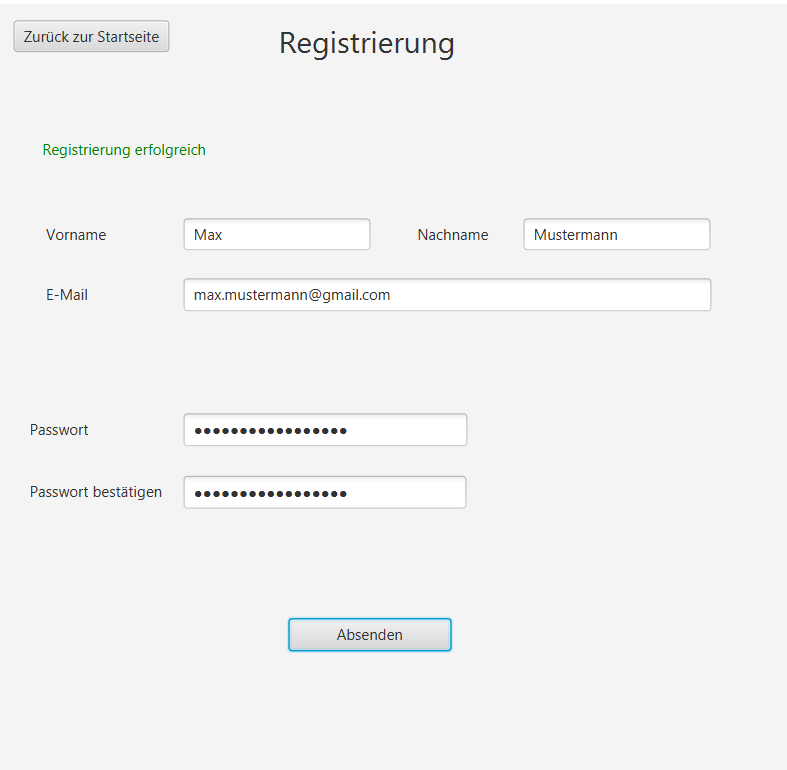 Zurück zur Startseite
Registrierung
Registrierung erfolgreich
Vorname Max Nachname Mustermann
E-Mail max.mustermann@gmail.com
Passwort •••••••••••••••••
Passwort bestätigen •••••••••••••••••
Absenden